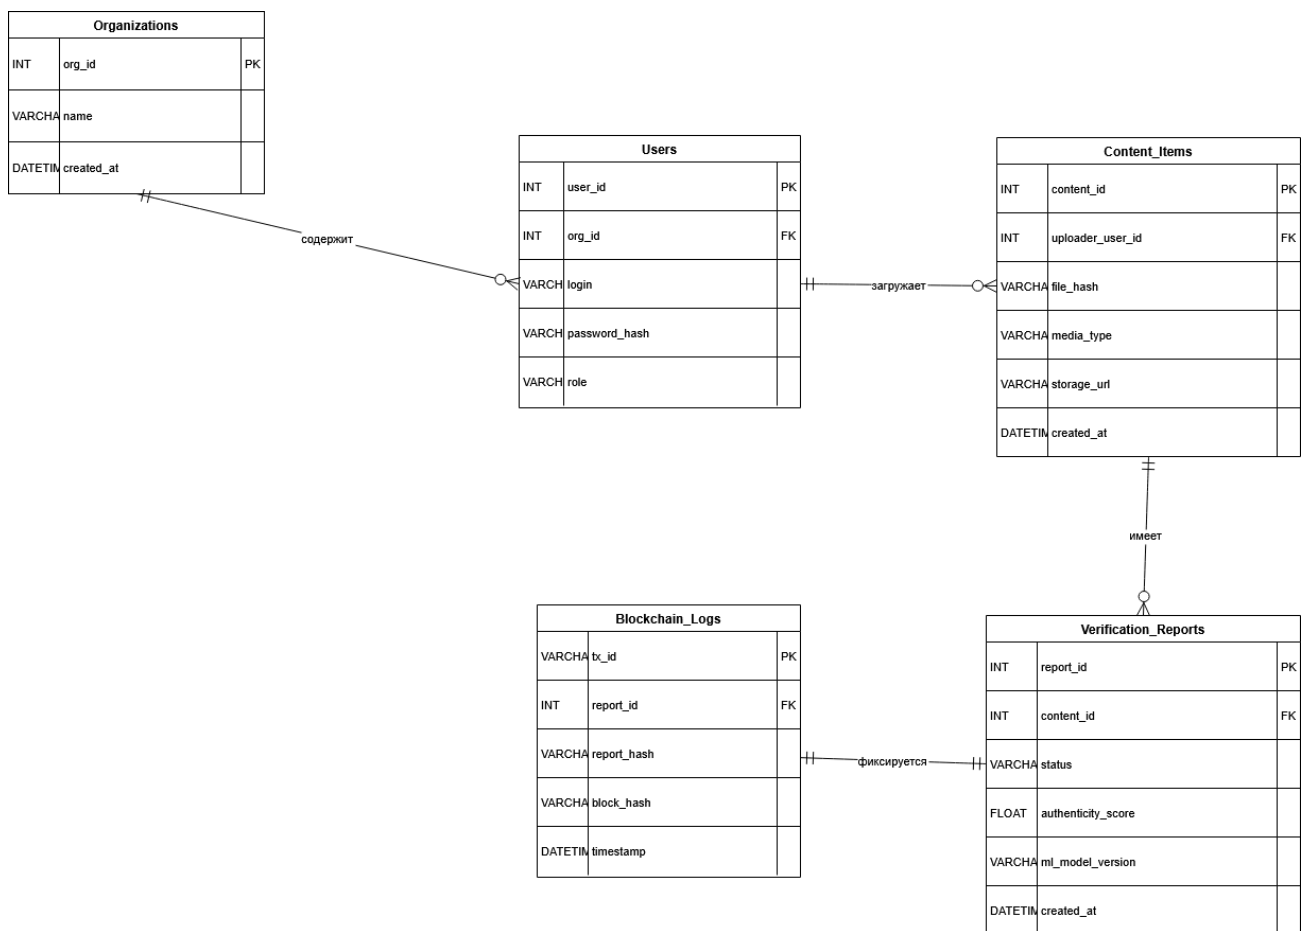 Organizations
INT org_id PK
VARCHA name
DATETIM created_at
содержит
Users
INT user_id PK
INT org_id FK
VARCH login
VARCH password_hash
VARCH role
загружает
Content_Items
INT content_id PK
INT uploader_user_id FK
VARCHA file_hash
VARCHA media_type
VARCHA storage_url
DATETIM created_at
имеет
Blockchain_Logs
VARCHA tx_id PK
INT report_id FK
VARCHA report_hash
VARCHA block_hash
DATETIM timestamp
фиксируется
Verification_Reports
INT report_id PK
INT content_id FK
VARCHA status
FLOAT authenticity_score
VARCHA ml_model_version
DATETIM created_at